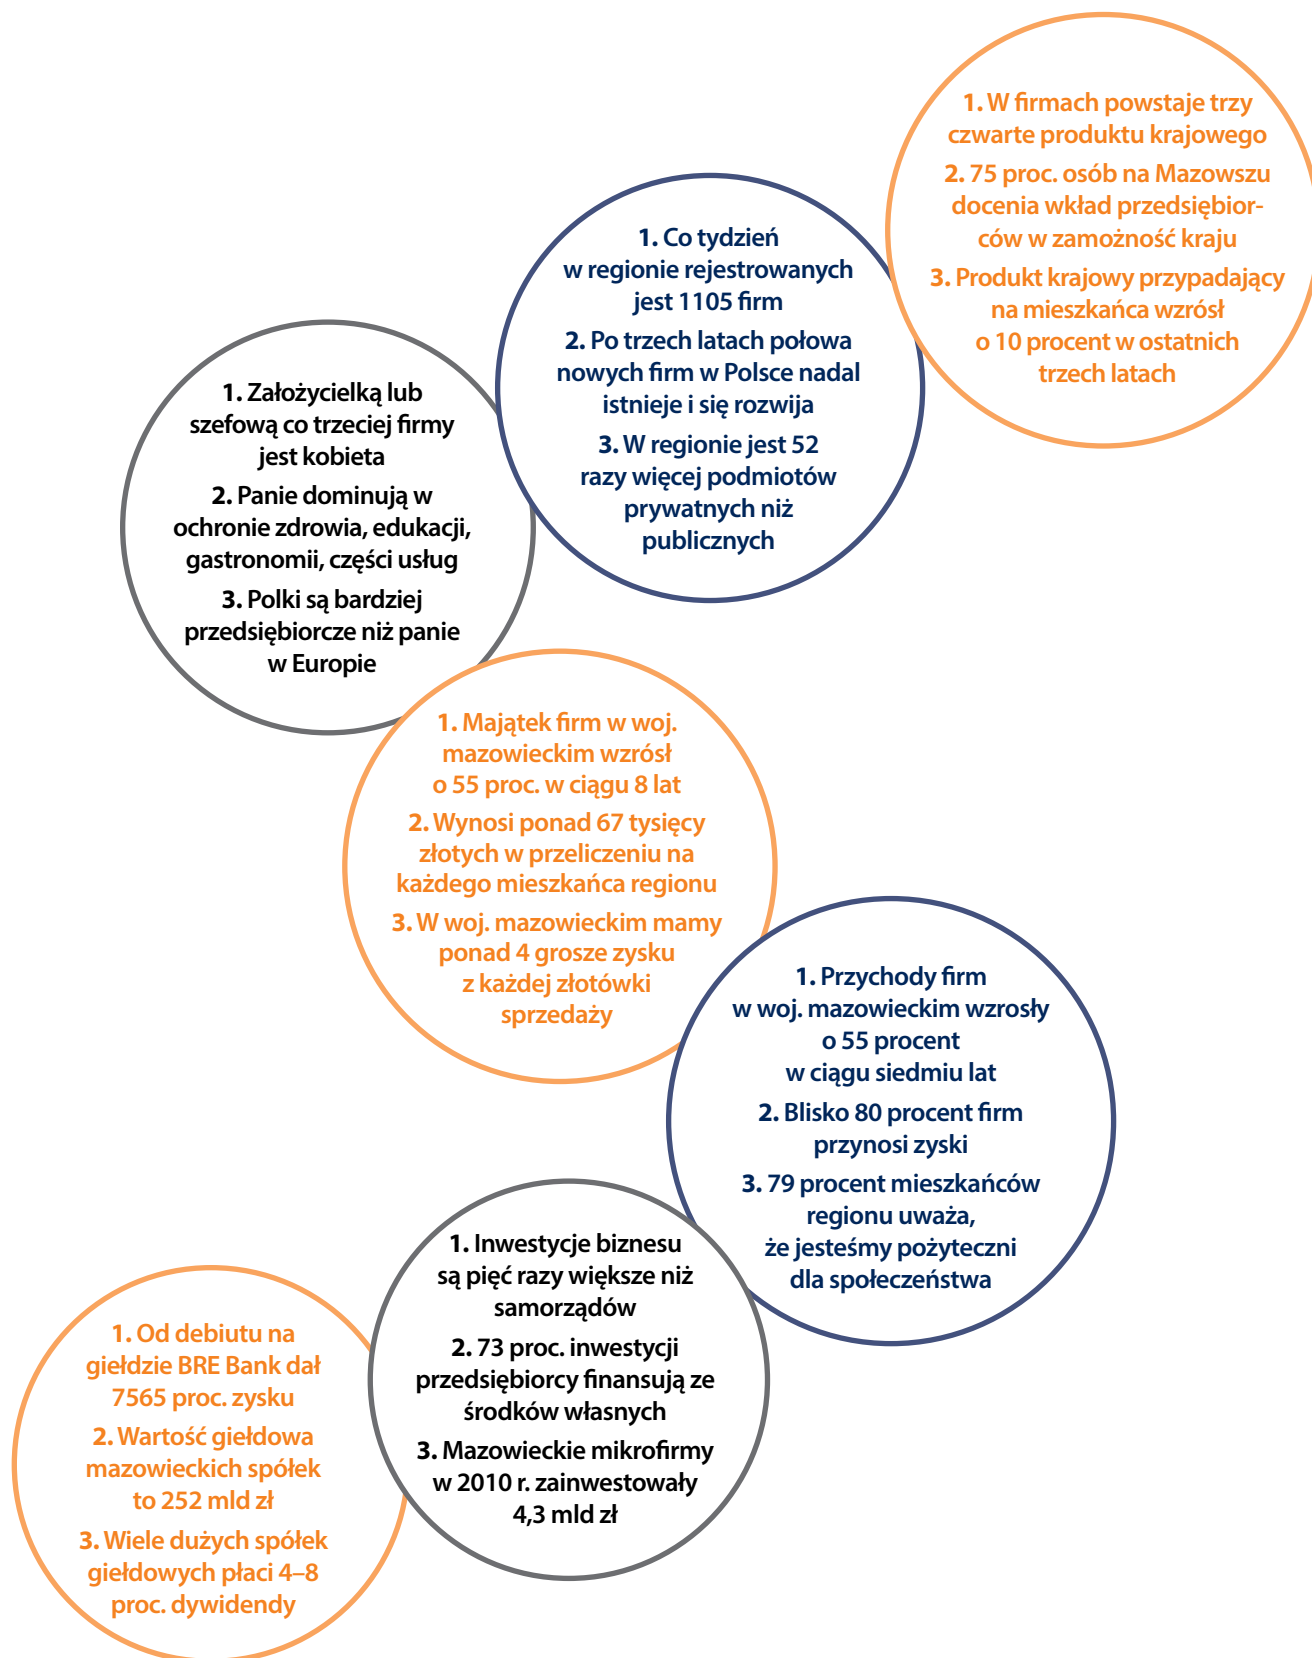 1. W firmach powstaje trzy
czwarte produktu krajowego
2. 75 proc. osób na Mazowszu
docenia wkład przedsiębior-
ców w zamożność kraju
3. Produkt krajowy przypadający
na mieszkańca wzrósł
o 10 procent w ostatnich
trzech latach
1. Co tydzień
w regionie rejestrowanych
jest 1105 firm
2. Po trzech latach połowa
nowych firm w Polsce nadal
istnieje i się rozwija
3. W regionie jest 52
razy więcej podmiotów
prywatnych niż
publicznych
1. Założycielką lub
szefową co trzeciej firmy
jest kobieta
2. Panie dominują w
ochronie zdrowia, edukacji,
gastronomii, części usług
3. Polki są bardziej
przedsiębiorcze niż panie
w Europie
1. Majątek firm w woj.
mazowieckim wzrósł
o 55 proc. w ciągu 8 lat
2. Wynosi ponad 67 tysięcy
złotych w przeliczeniu na
każdego mieszkańca regionu
3. W woj. mazowieckim mamy
ponad 4 grosze zysku
z każdej złotówki
sprzedaży
1. Przychody firm
w woj. mazowieckim wzrosły
o 55 procent
w ciągu siedmiu lat
2. Blisko 80 procent firm
przynosi zyski
3. 79 procent mieszkańców
regionu uważa,
że jesteśmy pożyteczni
dla społeczeństwa
1. Inwestycje biznesu
są pięć razy większe niż
samorządów
2. 73 proc. inwestycji
przedsiębiorcy finansują ze
środków własnych
3. Mazowieckie mikrofirmy
w 2010 r. zainwestowały
4,3 mld zł
1. Od debiutu na
giełdzie BRE Bank dał
7565 proc. zysku
2. Wartość giełdowa
mazowieckich spółek
to 252 mld zł
3. Wiele dużych spółek
giełdowych płaci 4–8
proc. dywidendy